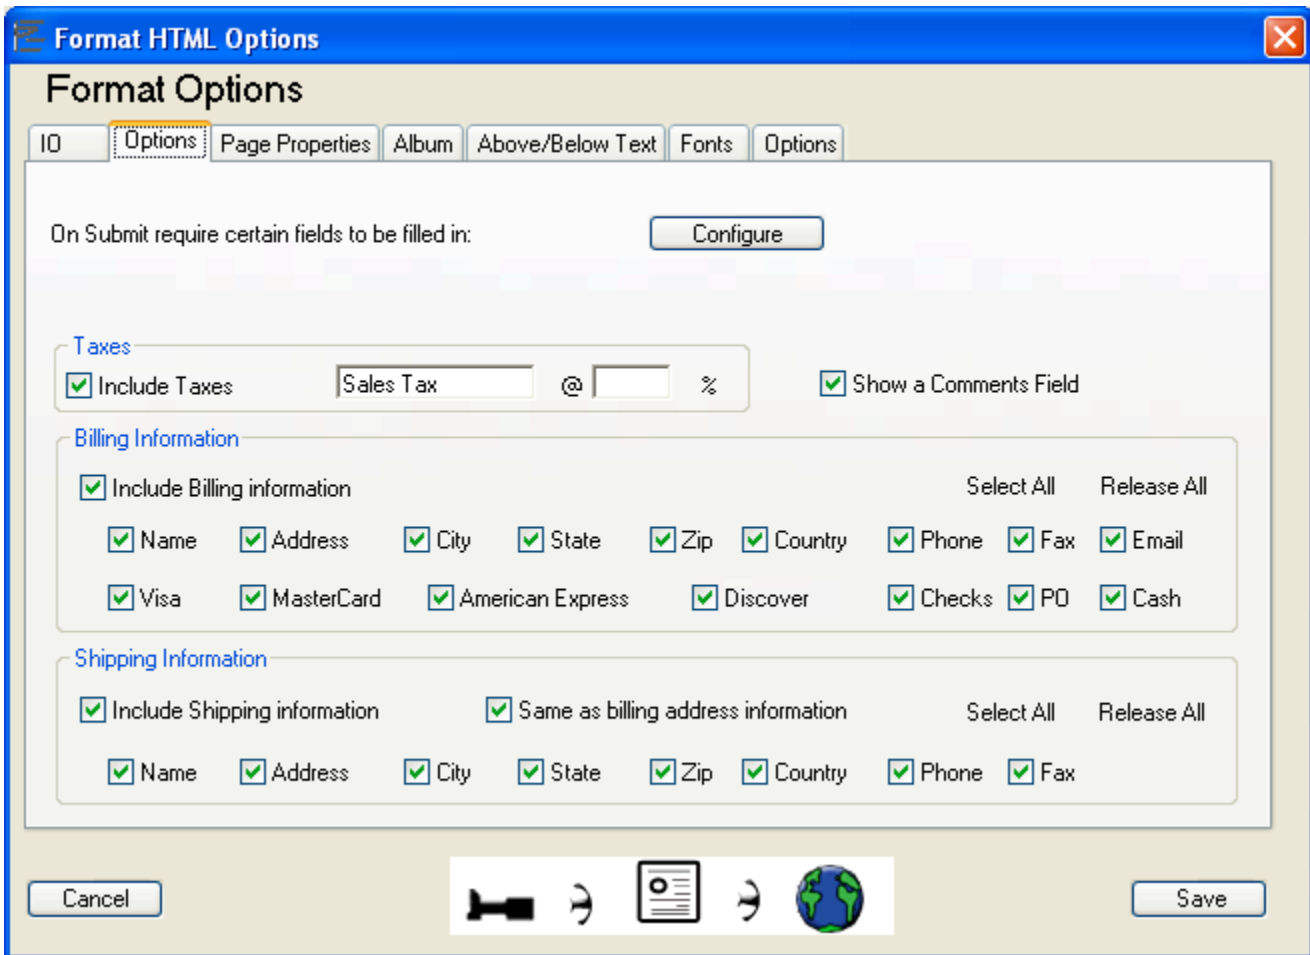 Format HTML Options
Format Options
IO Options Page Properties Album Above/Below Text Fonts Options
On Submit require certain fields to be filled in: Configure
Taxes
Include Taxes Sales Tax @ % Show a Comments Field
Billing Information
Include Billing information Select All Release All
Name Address City State Zip Country Phone Fax Email
Visa MasterCard American Express Discover Checks PO Cash
Shipping Information
Include Shipping information Same as billing address information Select All Release All
Name Address City State Zip Country Phone Fax
Cancel Save